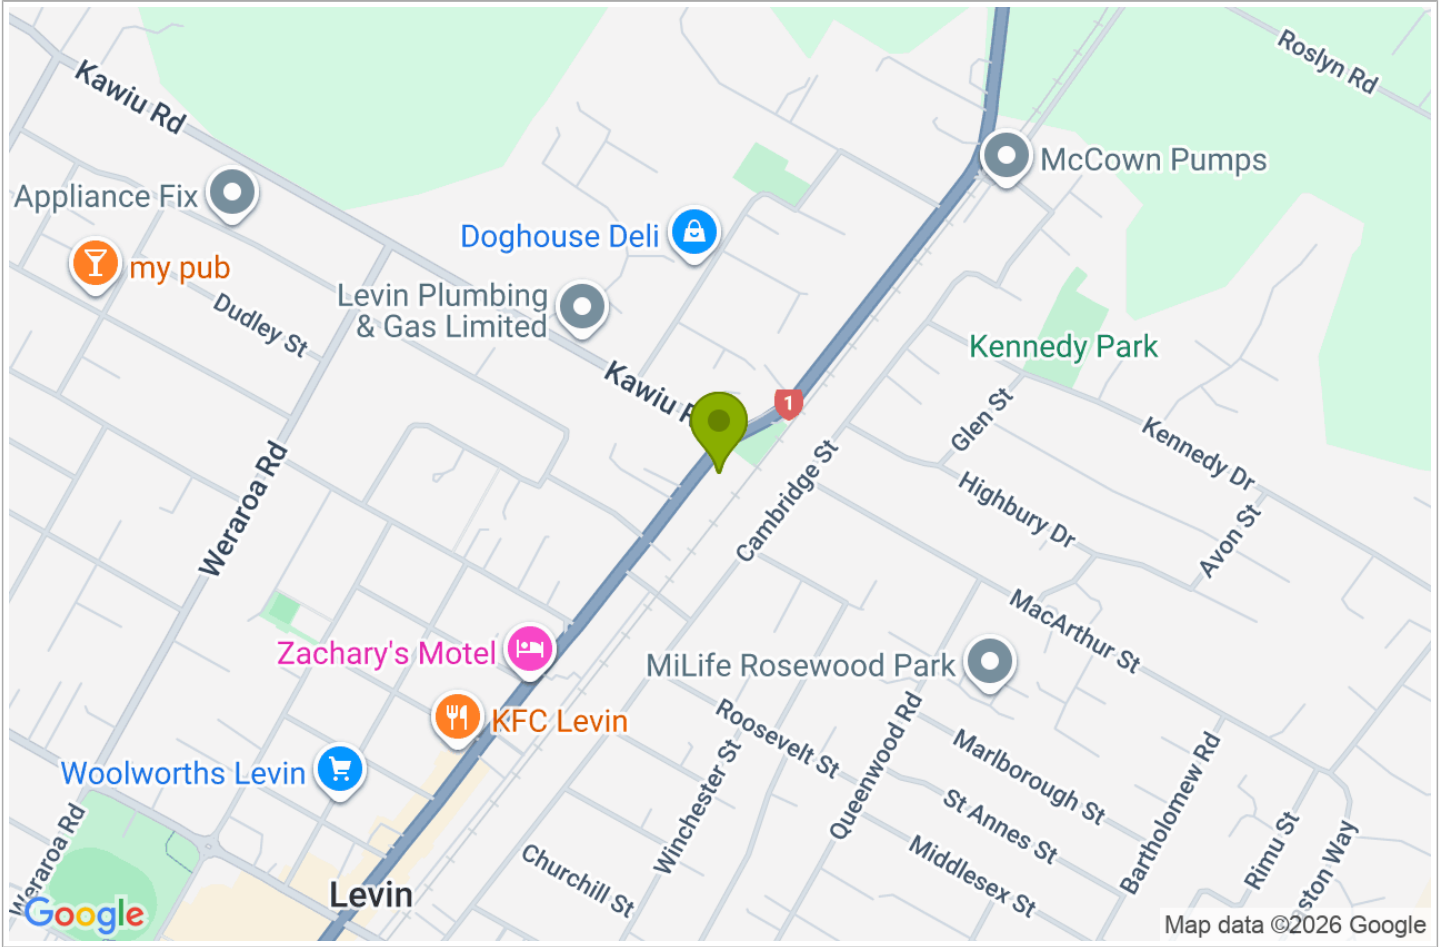 Roslyn Rd
Kawiu Rd
McCown Pumps
Appliance Fix
Doghouse Deli
my pub
Levin Plumbing
& Gas Limited
Dudley St
Kennedy Park
Kawiu R
1
Glen St
Kennedy Dr
Cambridge St
Weraroa Rd
Highbury Dr
Avon St
MacArthur St
Zachary's Motel
MiLife Rosewood Park
KFC Levin
Roosevelt St
Queenwood Rd
Winchester St
Marlborough St
Bartholomew Rd
Woolworths Levin
St Annes St
Middlesex St
Rimu St
Churchill St
Weraroa Rd
Levin
ston Way
Google
Map data ©2026 Google